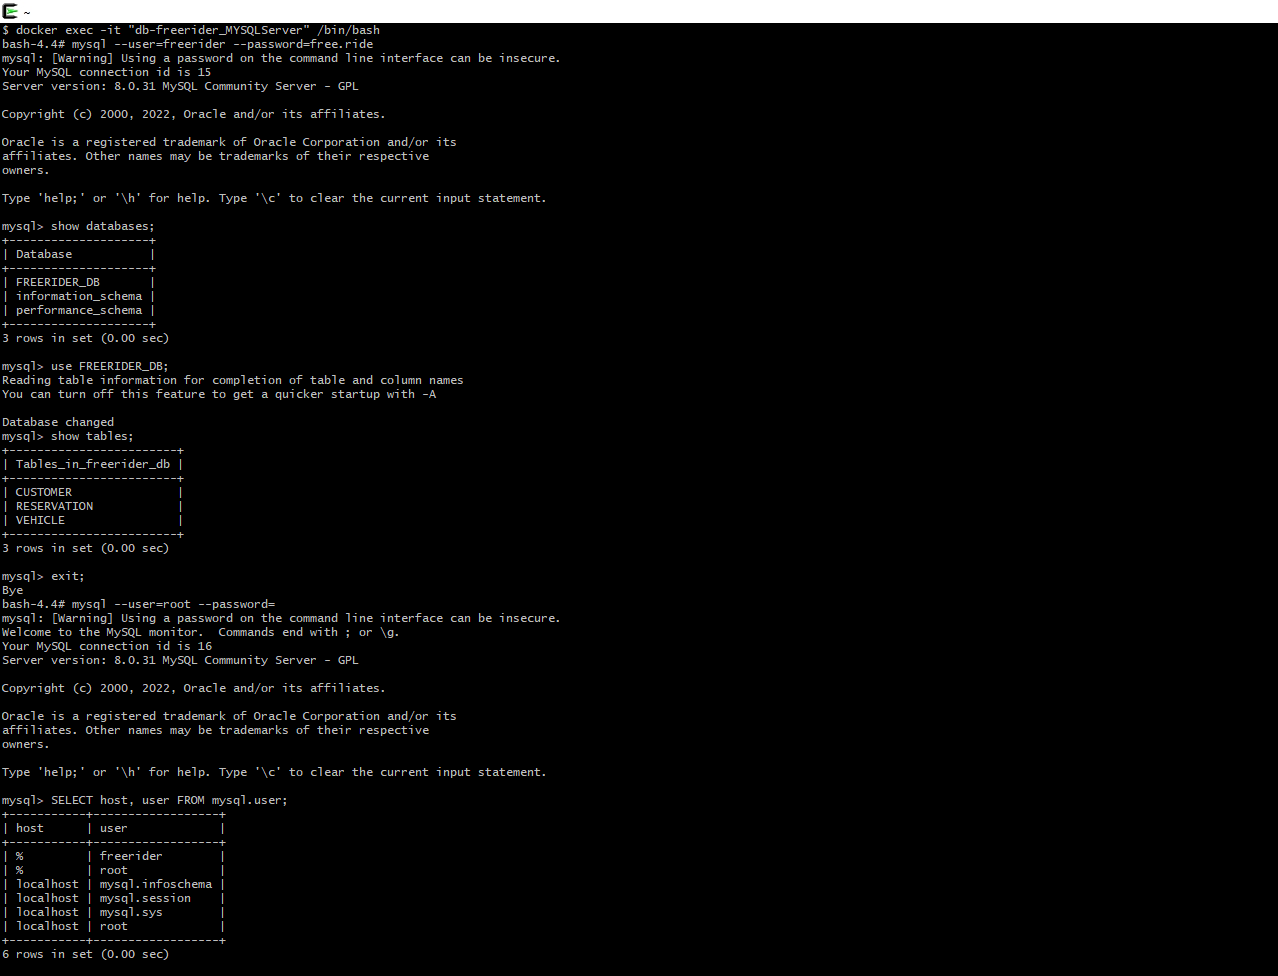 ~
$ docker exec -it "db-freerider_MYSQLServer" /bin/bash
bash-4.4# mysql --user=freerider --password=free.ride
mysql: [Warning] Using a password on the command line interface can be insecure.
Your MySQL connection id is 15
Server version: 8.0.31 MySQL Community Server - GPL

Copyright (c) 2000, 2022, Oracle and/or its affiliates.

Oracle is a registered trademark of Oracle Corporation and/or its
affiliates. Other names may be trademarks of their respective
owners.

Type 'help;' or '\h' for help. Type '\c' to clear the current input statement.

mysql> show databases;
+--------------------+
| Database           |
+--------------------+
| FREERIDER_DB       |
| information_schema |
| performance_schema |
+--------------------+
3 rows in set (0.00 sec)

mysql> use FREERIDER_DB;
Reading table information for completion of table and column names
You can turn off this feature to get a quicker startup with -A

Database changed
mysql> show tables;
+------------------------+
| Tables_in_freerider_db |
+------------------------+
| CUSTOMER               |
| RESERVATION            |
| VEHICLE                |
+------------------------+
3 rows in set (0.00 sec)

mysql> exit;
Bye
bash-4.4# mysql --user=root --password=
mysql: [Warning] Using a password on the command line interface can be insecure.
Welcome to the MySQL monitor.  Commands end with ; or \g.
Your MySQL connection id is 16
Server version: 8.0.31 MySQL Community Server - GPL

Copyright (c) 2000, 2022, Oracle and/or its affiliates.

Oracle is a registered trademark of Oracle Corporation and/or its
affiliates. Other names may be trademarks of their respective
owners.

Type 'help;' or '\h' for help. Type '\c' to clear the current input statement.

mysql> SELECT host, user FROM mysql.user;
+-----------+------------------+
| host      | user             |
+-----------+------------------+
| %         | freerider        |
| %         | root             |
| localhost | mysql.infoschema |
| localhost | mysql.session    |
| localhost | mysql.sys        |
| localhost | root             |
+-----------+------------------+
6 rows in set (0.00 sec)